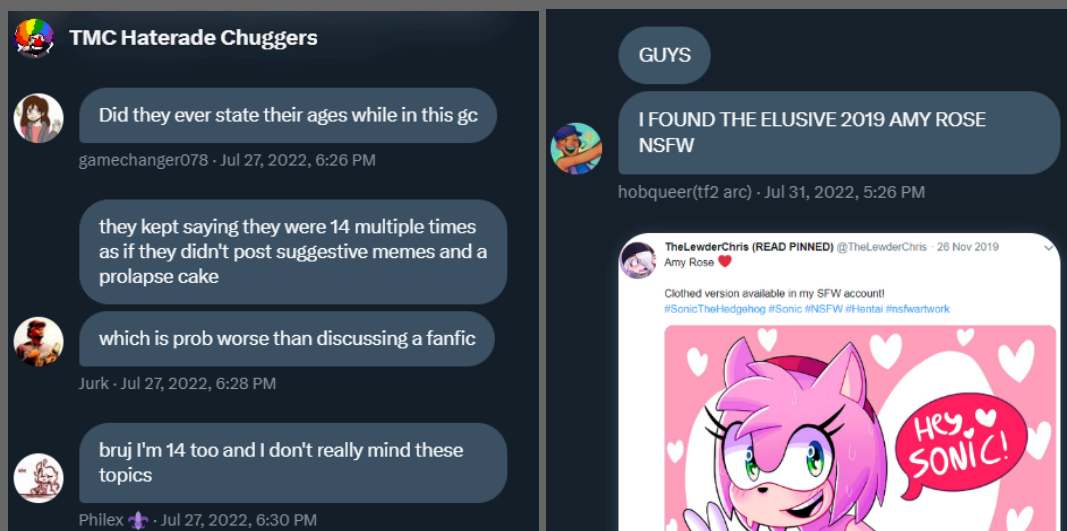 TMC Haterade Chuggers
Did they ever state their ages while in this gc
gamechanger078 · Jul 27, 2022, 6:26 PM
they kept saying they were 14 multiple times
as if they didn't post suggestive memes and a
prolapse cake
which is prob worse than discussing a fanfic
Jurk · Jul 27, 2022, 6:28 PM
bruj I'm 14 too and I don't really mind these
topics
Philex ⚜ · Jul 27, 2022, 6:30 PM
GUYS
I FOUND THE ELUSIVE 2019 AMY ROSE
NSFW
hobqueer(tf2 arc) · Jul 31, 2022, 5:26 PM
TheLewderChris (READ PINNED) @TheLewderChris · 26 Nov 2019
Amy Rose ❤
Clothed version available in my SFW account!
#SonicTheHedgehog #Sonic #NSFW #Hentai #nsfwartwork
HEY,
SONIC!